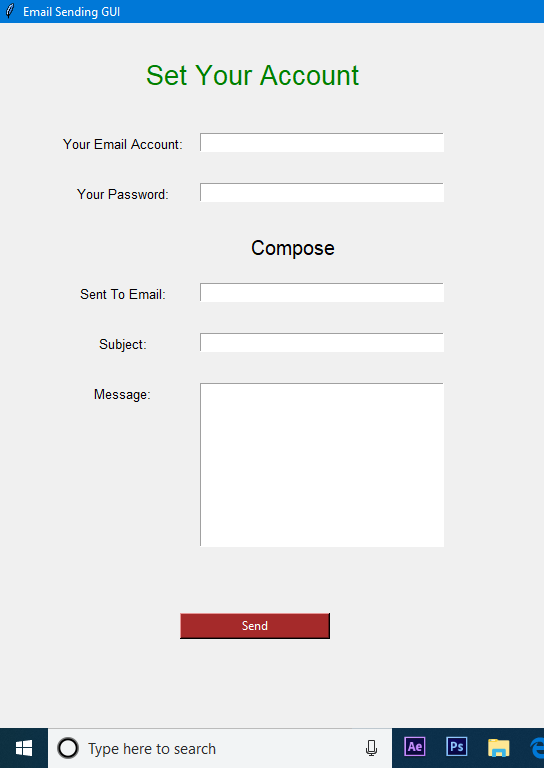 Email Sending GUI
Set Your Account
Your Email Account:
Your Password:
Compose
Sent To Email:
Subject:
Message:
Send
Type here to search
Ae
Ps